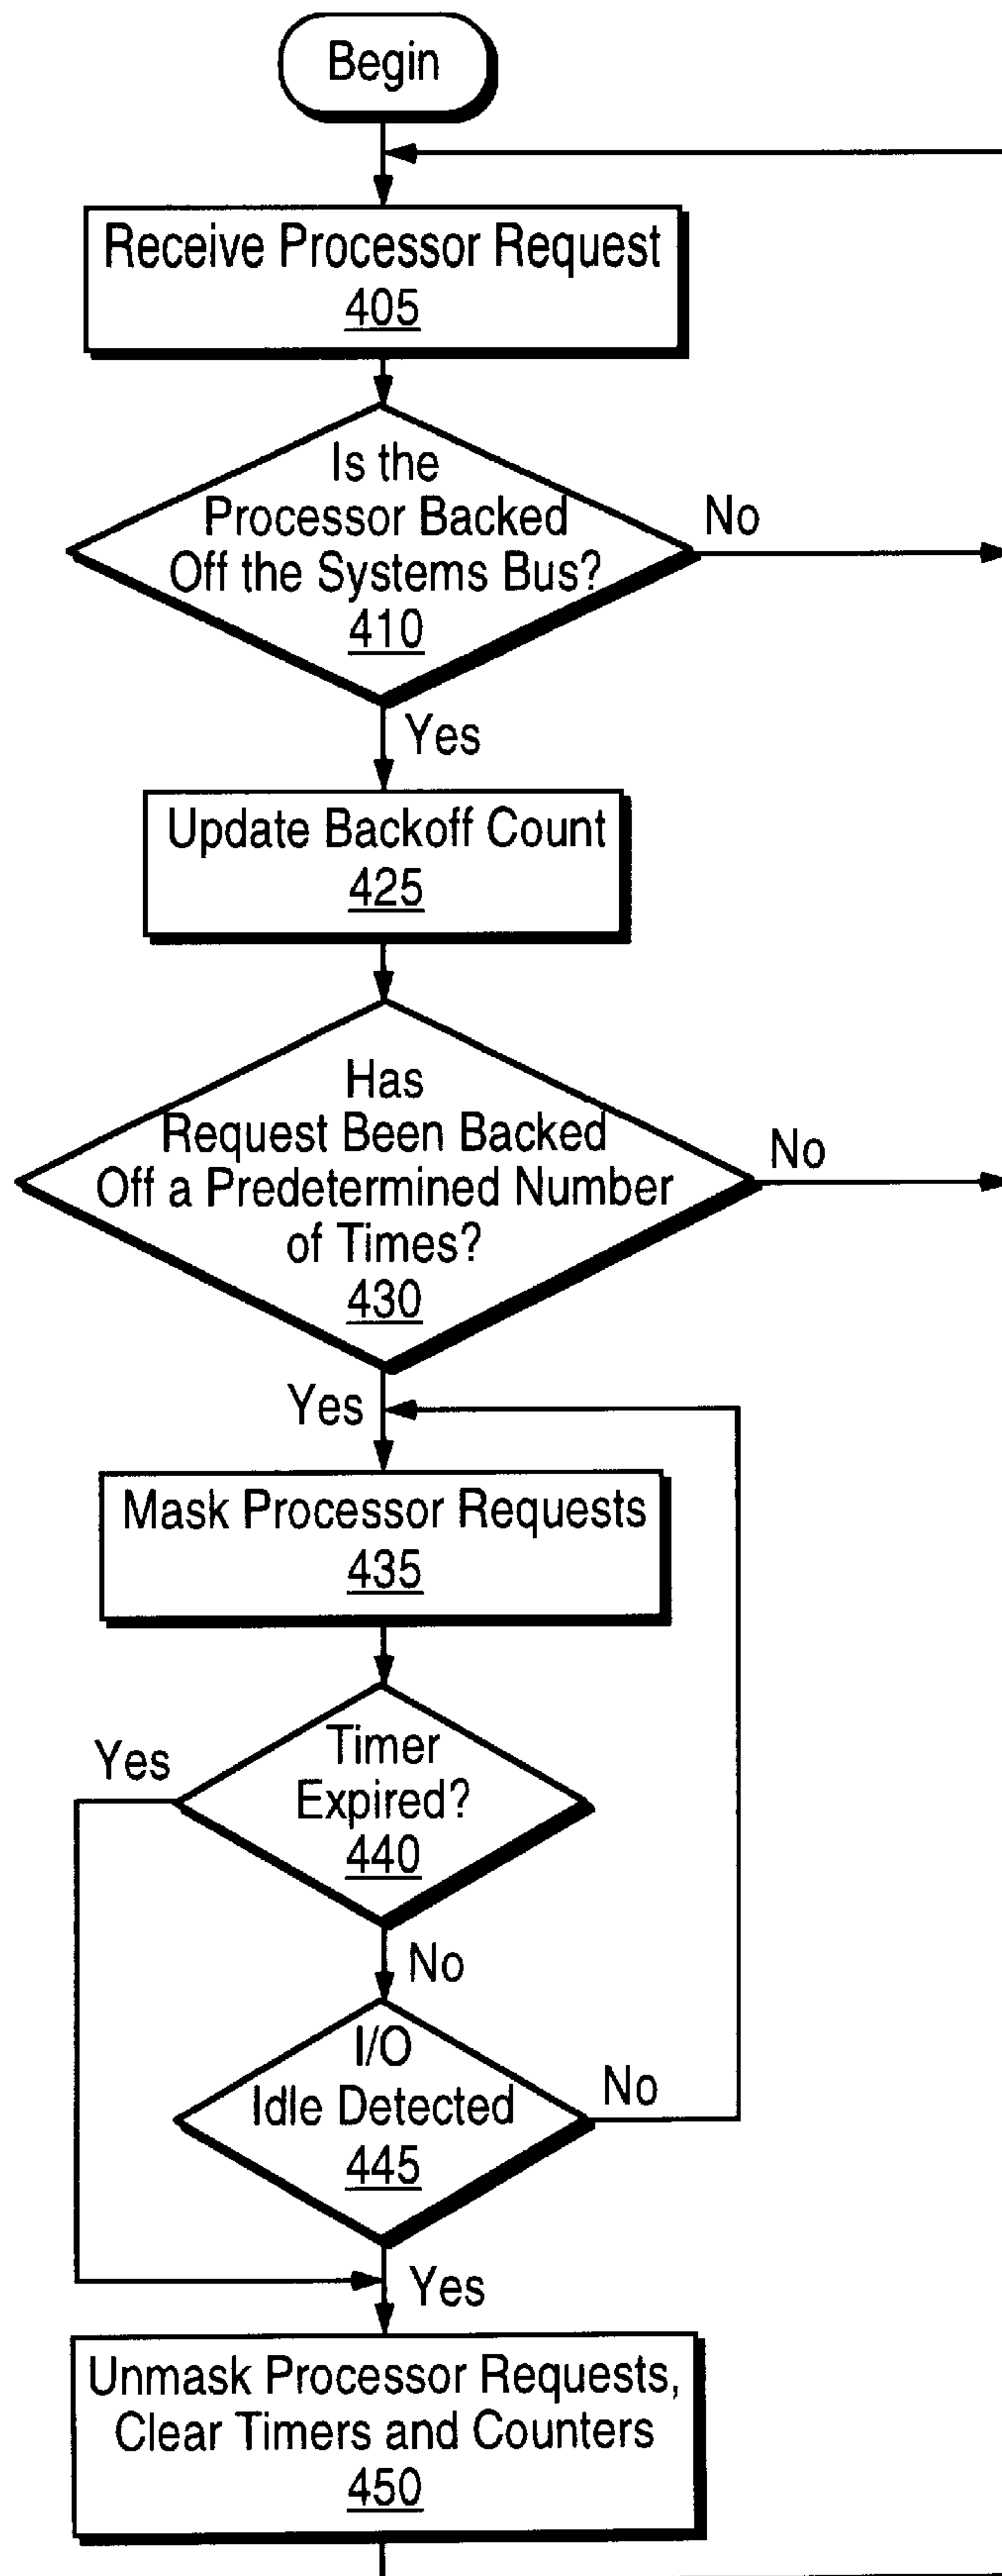 Begin
Receive Processor Request
405
Is the
Processor Backed
Off the Systems Bus?
410
No
Yes
Update Backoff Count
425
Has
Request Been Backed
Off a Predetermined Number
of Times?
430
No
Yes
Mask Processor Requests
435
Timer
Expired?
440
Yes
No
I/O
Idle Detected
445
No
Yes
Unmask Processor Requests,
Clear Timers and Counters
450